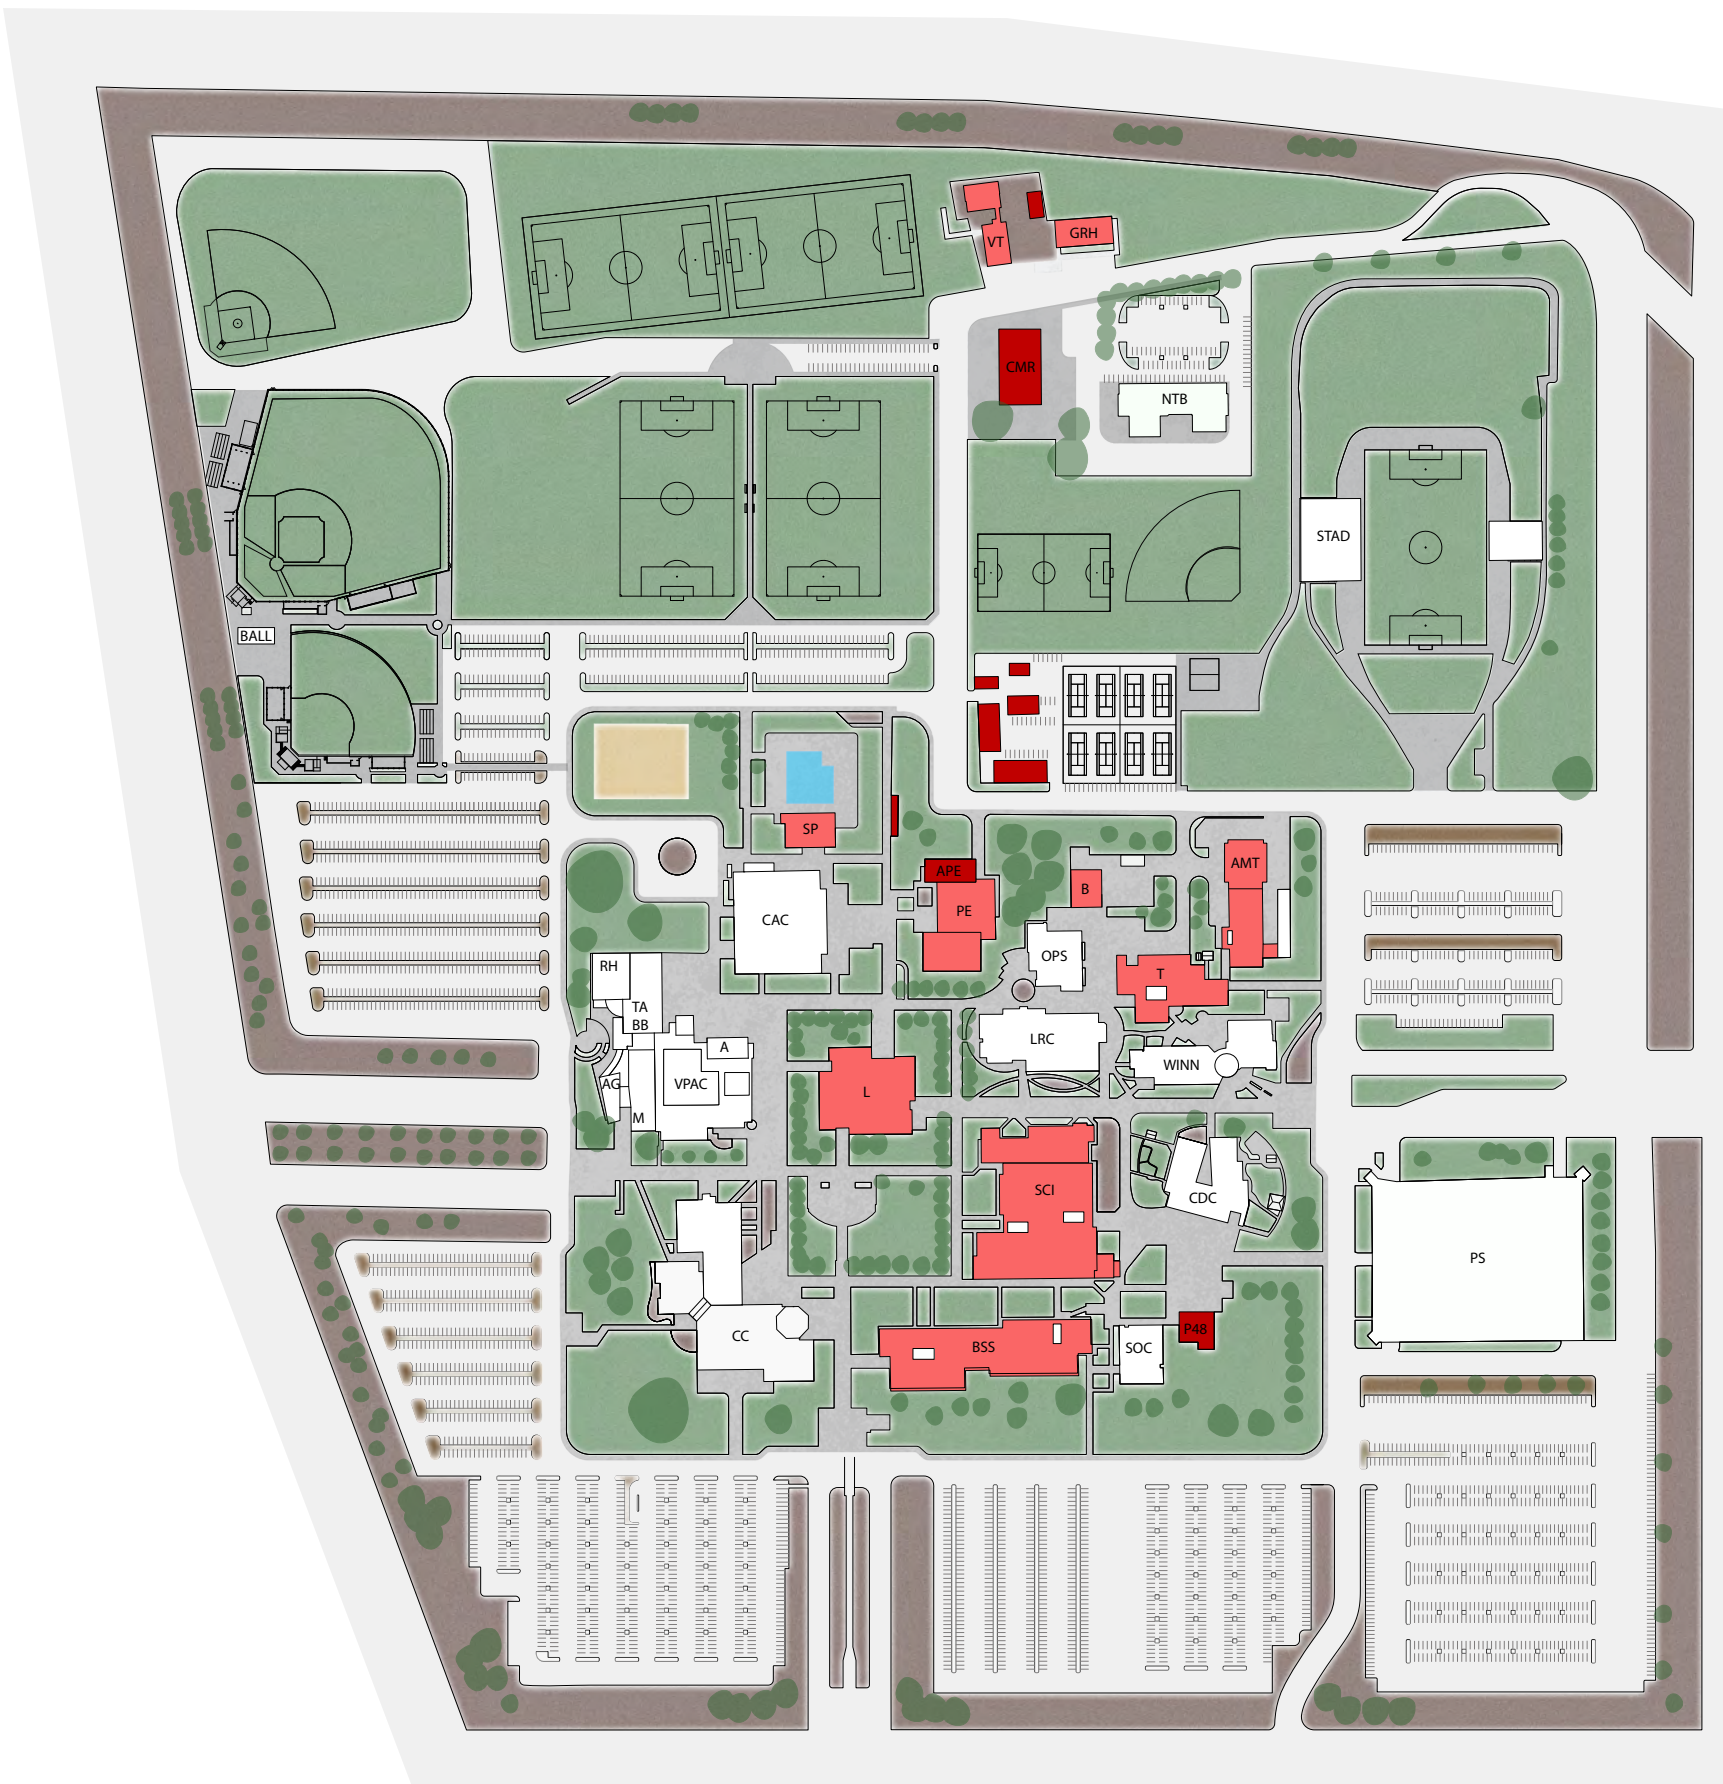 VT
GRH
CMR
NTB
STAD
BALL
SP
APE
AMT
B
PE
CAC
OPS
RH
T
TA
BB
LRC
A
WINN
AG
VPAC
L
M
SCI
CDC
PS
P48
CC
BSS
SOC